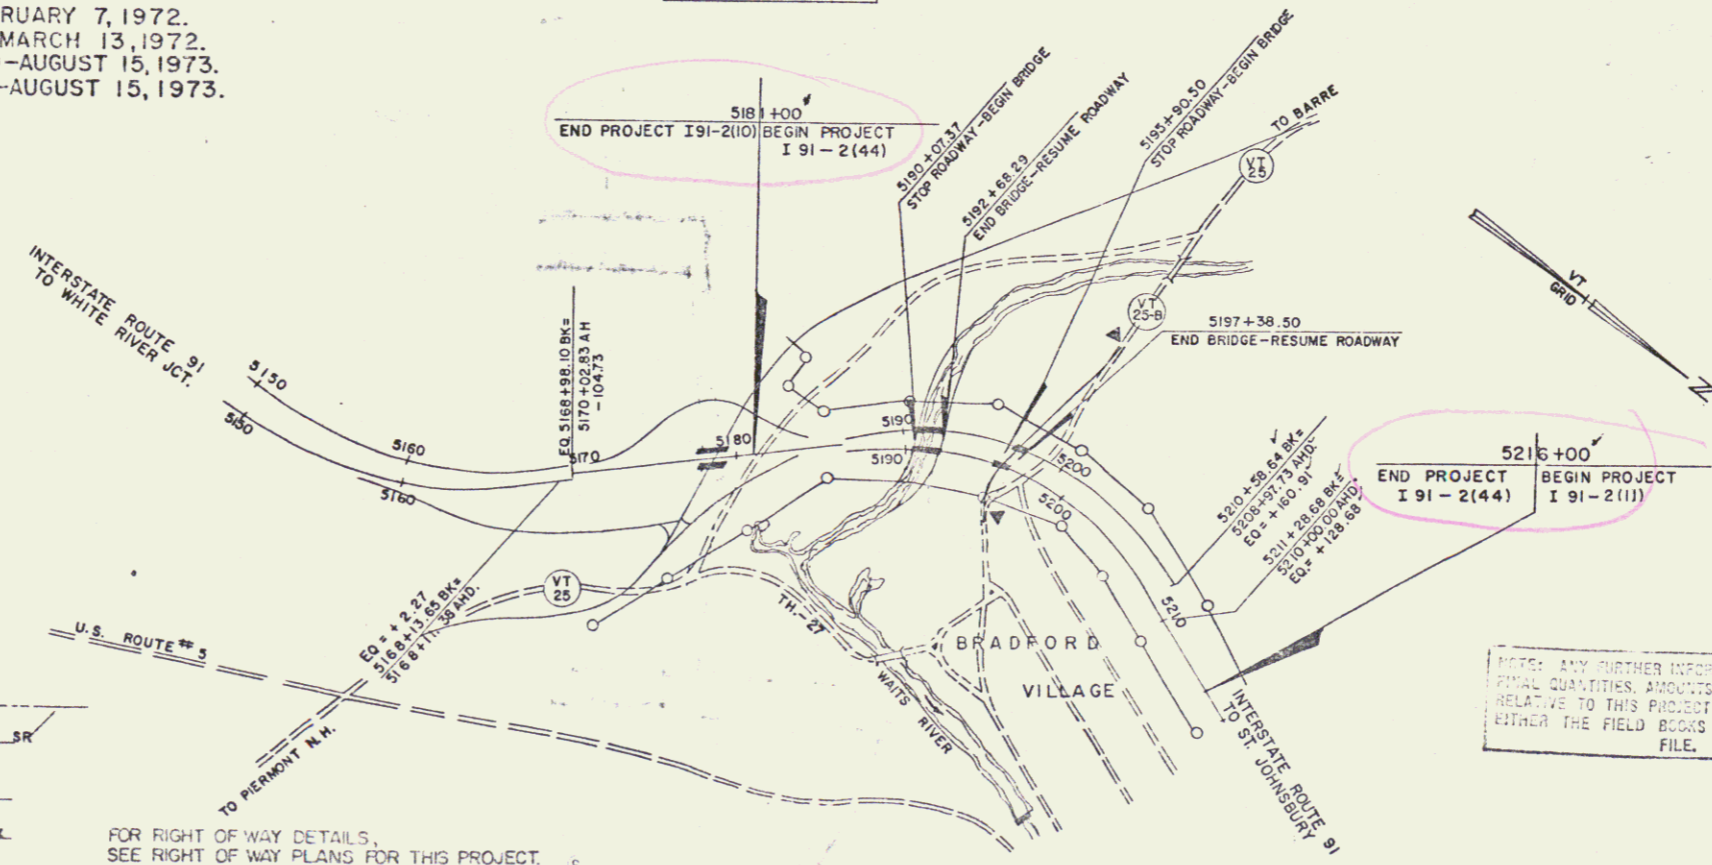 RUARY 7, 1972.
MARCH 13, 1972.
-AUGUST 15, 1973.
-AUGUST 15, 1973.
5181+00
END PROJECT I91-2(10) BEGIN PROJECT
I 91-2(44)
5190+07.37
STOP ROADWAY-BEGIN BRIDGE
5192+68.29
END BRIDGE-RESUME ROADWAY
5195+90.50
STOP ROADWAY-BEGIN BRIDGE
TO BARRE
VT
25
VT
25-B
5197+38.50
END BRIDGE-RESUME ROADWAY
VT
GRID
N
INTERSTATE ROUTE 91
TO WHITE RIVER JCT.
5150
5150
5160
5160
EQ. 5168+98.10 BK=
5170+02.83 AH
-104.73
5170
5180
5190
5190
5200
5200
5210
5210+58.64 BK=
5208+97.73 AHD.
EQ= +160.91
5211+28.68 BK=
5210+00.00 AHD.
EQ.= +128.68
5216+00
END PROJECT BEGIN PROJECT
I 91-2(44) I 91-2(11)
VT
25
EQ = +2.27
5168+13.65 BK=
5168+11.38 AHD.
U.S. ROUTE #5
TH.-27
BRADFORD
VILLAGE
WAITS RIVER
TO PIERMONT N.H.
INTERSTATE ROUTE 91
TO ST. JOHNSBURY
NOTE: ANY FURTHER INFOR
FINAL QUANTITIES, AMOUNTS
RELATIVE TO THIS PROJECT
EITHER THE FIELD BOOKS
FILE.
SR
FOR RIGHT OF WAY DETAILS,
SEE RIGHT OF WAY PLANS FOR THIS PROJECT.